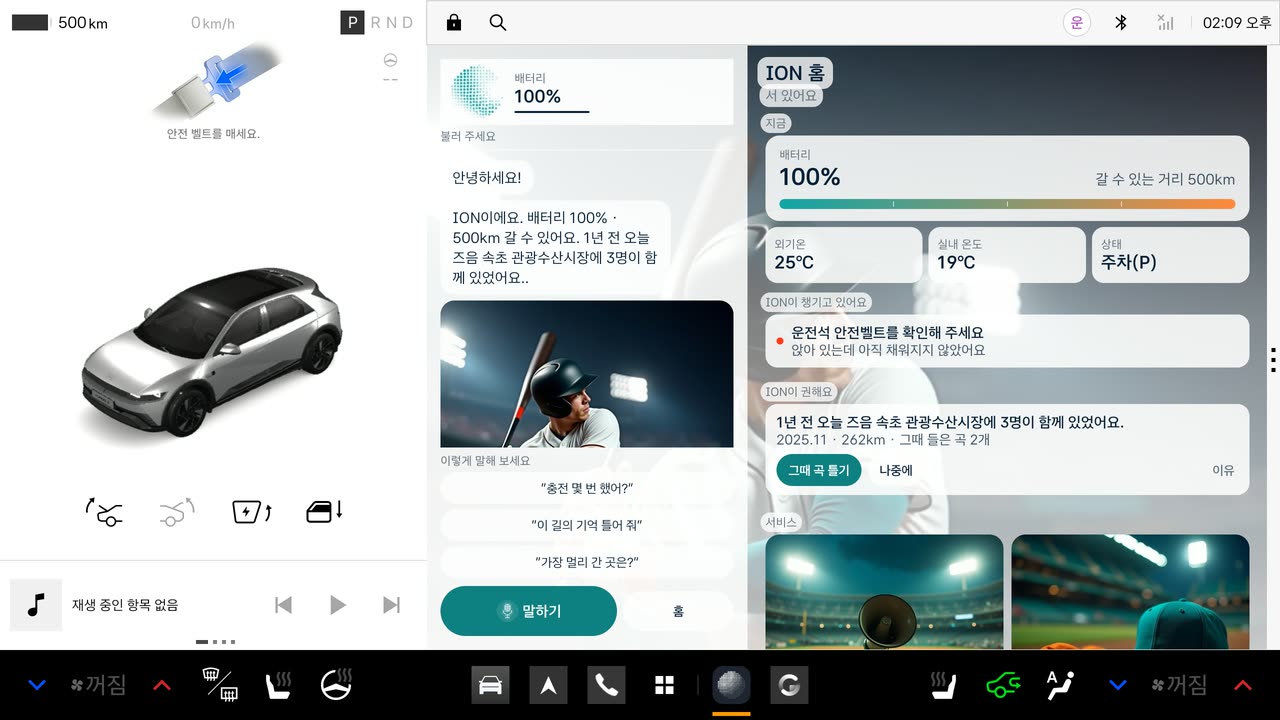 500 km
0 km/h
P R N D
안전 벨트를 매세요.
재생 중인 항목 없음
운
02:09 오후
배터리
100%
불러 주세요
안녕하세요!
ION이에요. 배터리 100% ·
500km 갈 수 있어요. 1년 전 오늘
즈음 속초 관광수산시장에 3명이 함
께 있었어요..
이렇게 말해 보세요
“충전 몇 번 했어?”
“이 길의 기억 틀어 줘”
“가장 멀리 간 곳은?”
말하기
홈
ION 홈
서 있어요
지금
배터리
100%
갈 수 있는 거리 500km
외기온
25°C
실내 온도
19°C
상태
주차(P)
ION이 챙기고 있어요
운전석 안전벨트를 확인해 주세요
앉아 있는데 아직 채워지지 않았어요
ION이 권해요
1년 전 오늘 즈음 속초 관광수산시장에 3명이 함께 있었어요.
2025.11 · 262km · 그때 들은 곡 2개
그때 곡 틀기
나중에
이유
서비스
꺼짐
G
A
꺼짐